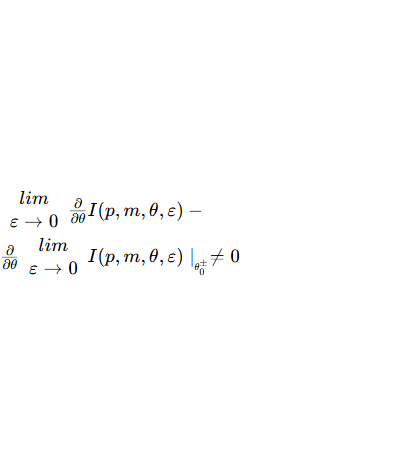 lim
ε → 0 ∂/∂θ I(p, m, θ, ε) −
∂/∂θ lim
ε → 0 I(p, m, θ, ε) |θ₀± ≠ 0